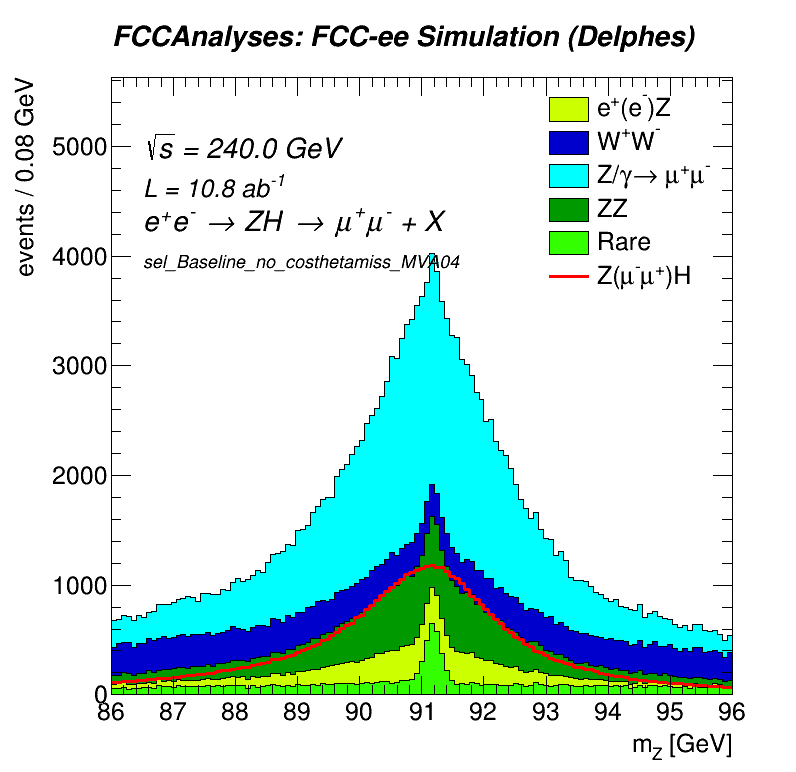 FCCAnalyses: FCC-ee Simulation (Delphes)
events / 0.08 GeV
√s = 240.0 GeV
L = 10.8 ab⁻¹
e⁺e⁻ → ZH → μ⁺μ⁻ + X
sel_Baseline_no_costhetamiss_MVA04
e⁺(e⁻)Z
W⁺W⁻
Z/γ→ μ⁺μ⁻
ZZ
Rare
Z(μ⁻μ⁺)H
5000
4000
3000
2000
1000
0
86 87 88 89 90 91 92 93 94 95 96
m_Z [GeV]